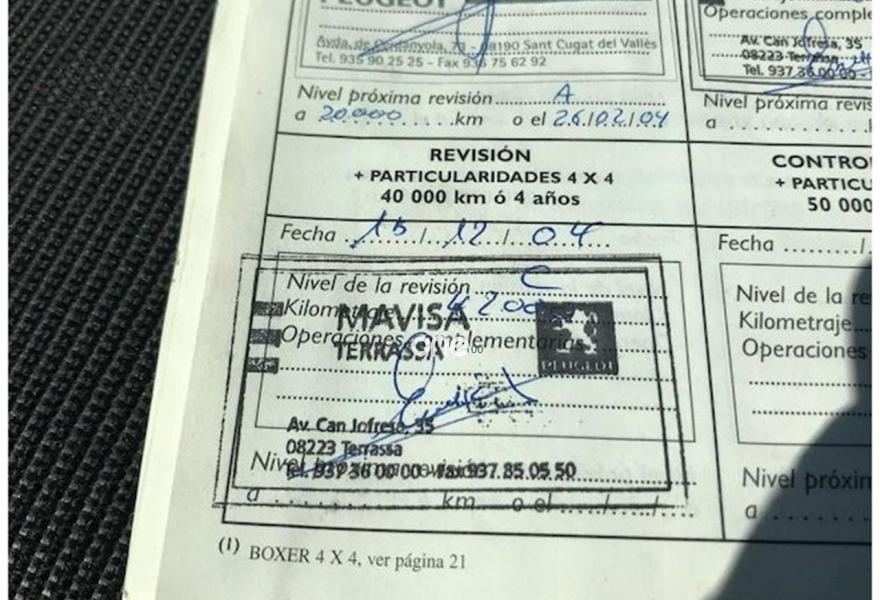 PEUGEOT
Avda. de Cerdanyola, 73 - 08190 Sant Cugat del Vallès
Tel. 935 90 25 25 - Fax 936 75 62 92
Nivel próxima revisión A
a 20.000 km o el 26/02/04
Operaciones comple
Av. Can Jofresa, 35
08223 Terrassa
Tel. 937 36 00 00
Nivel próxima revis
a
REVISIÓN
+ PARTICULARIDADES 4 X 4
40 000 km ó 4 años
Fecha 15/12/04
Nivel de la revisión C
Kilometraje
Operaciones complementarias
MAVISA
TERRASSA
PEUGEOT
Av. Can Jofresa, 35
08223 Terrassa
Tel. 937 36 00 00 - Fax 937.85.05.50
Nivel próxima revisión
a km o el ..../..../....
CONTRO
+ PARTICU
50 000
Fecha ......../.
Nivel de la re
Kilometraje
Operaciones
Nivel próxin
a
(1) BOXER 4 X 4, ver página 21